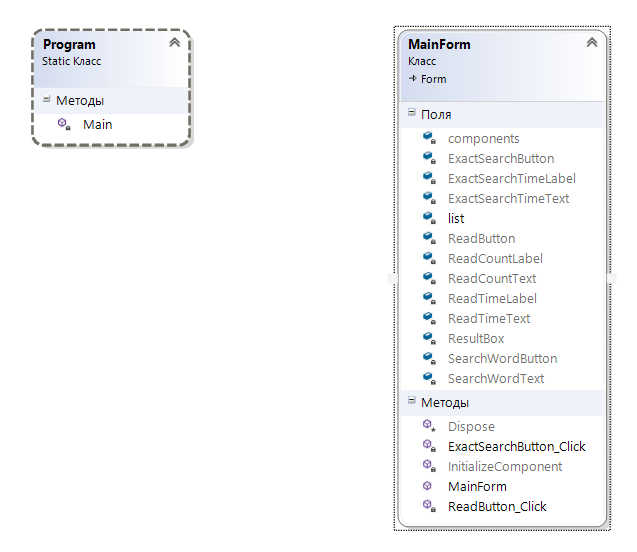 Program
Static Класс
Методы
Main
MainForm
Класс
Form
Поля
components
ExactSearchButton
ExactSearchTimeLabel
ExactSearchTimeText
list
ReadButton
ReadCountLabel
ReadCountText
ReadTimeLabel
ReadTimeText
ResultBox
SearchWordButton
SearchWordText
Методы
Dispose
ExactSearchButton_Click
InitializeComponent
MainForm
ReadButton_Click